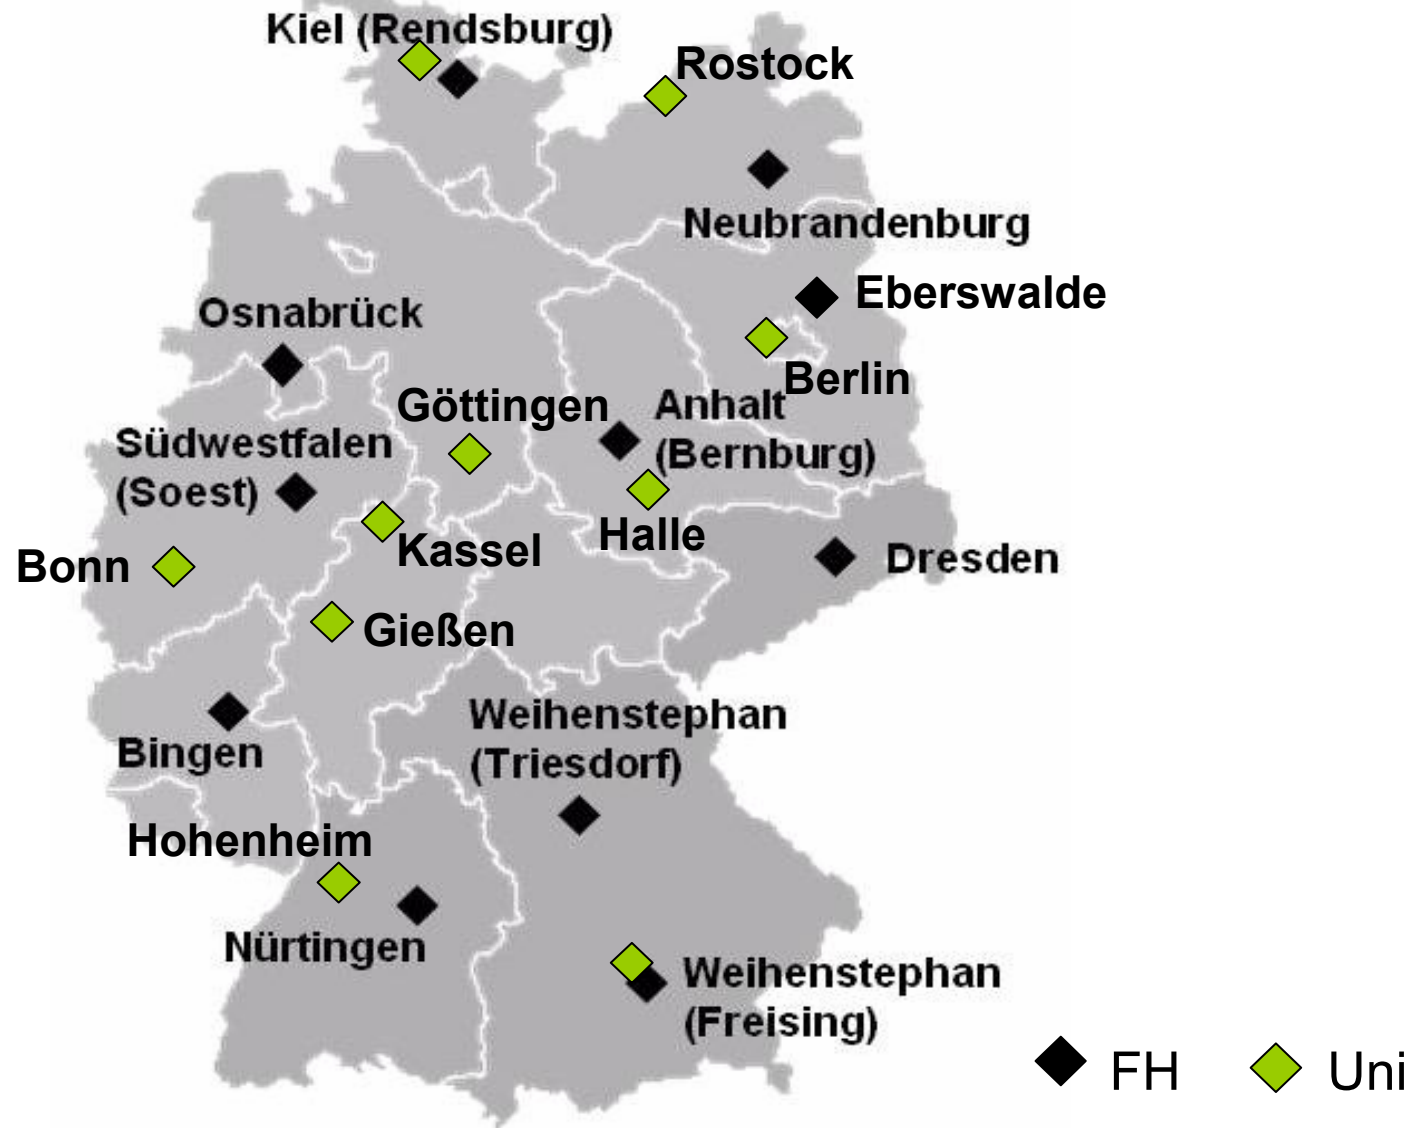 Kiel (Rendsburg)
Rostock
Neubrandenburg
Eberswalde
Osnabrück
Berlin
Göttingen
Anhalt
(Bernburg)
Südwestfalen
(Soest)
Halle
Kassel
Bonn
Dresden
Gießen
Weihenstephan
(Triesdorf)
Bingen
Hohenheim
Nürtingen
Weihenstephan
(Freising)
FH
Uni